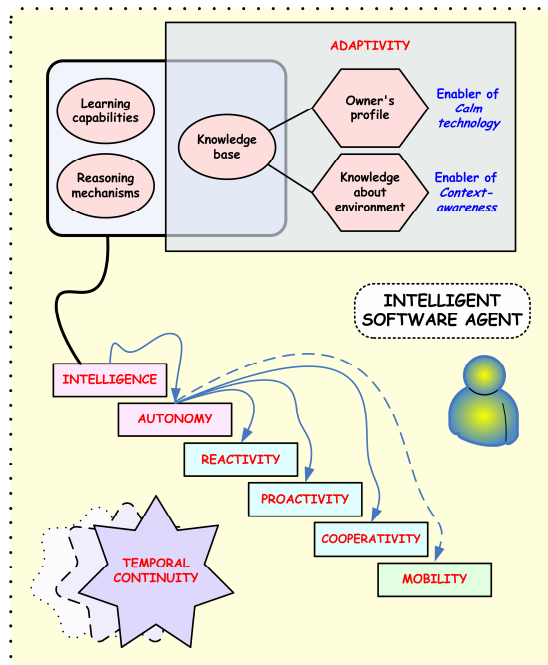 ADAPTIVITY
Learning
capabilities
Reasoning
mechanisms
Knowledge
base
Owner's
profile
Knowledge
about
environment
Enabler of
Calm
technology
Enabler of
Context-
awareness
INTELLIGENT
SOFTWARE AGENT
INTELLIGENCE
AUTONOMY
REACTIVITY
PROACTIVITY
COOPERATIVITY
MOBILITY
TEMPORAL
CONTINUITY